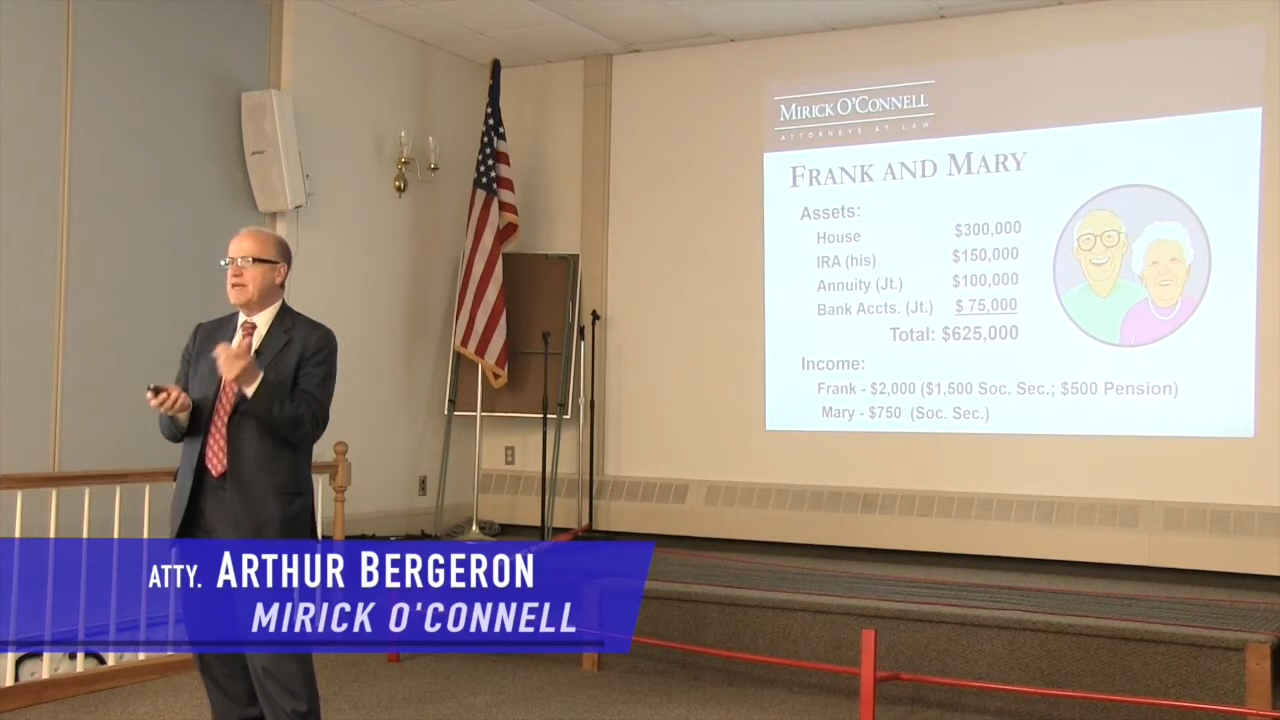 MIRICK O'CONNELL
ATTORNEYS AT LAW
FRANK AND MARY
Assets:
House $300,000
IRA (his) $150,000
Annuity (Jt.) $100,000
Bank Accts. (Jt.) $ 75,000
Total: $625,000
Income:
Frank - $2,000 ($1,500 Soc. Sec.; $500 Pension)
Mary - $750 (Soc. Sec.)
ATTY. ARTHUR BERGERON
MIRICK O'CONNELL